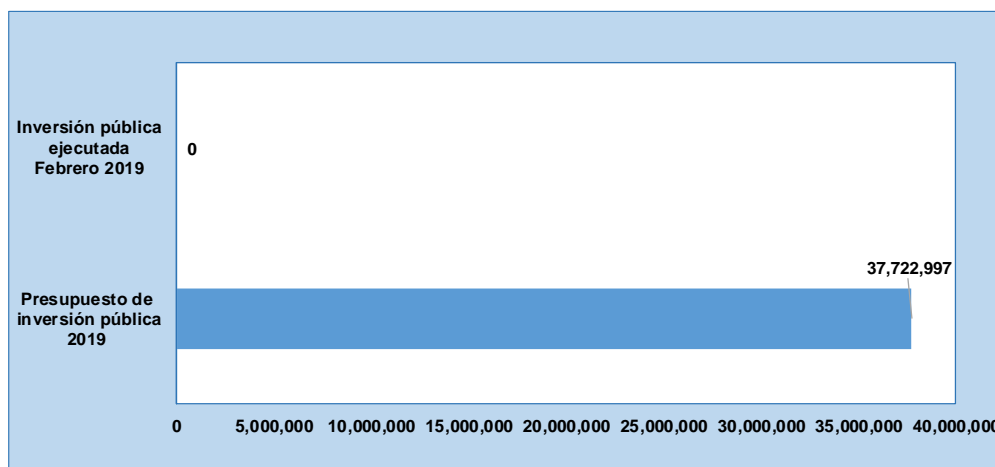 Inversión pública
ejecutada
Febrero 2019
0
37,722,997
Presupuesto de
inversión pública
2019
0 5,000,000 10,000,000 15,000,000 20,000,000 25,000,000 30,000,000 35,000,000 40,000,000